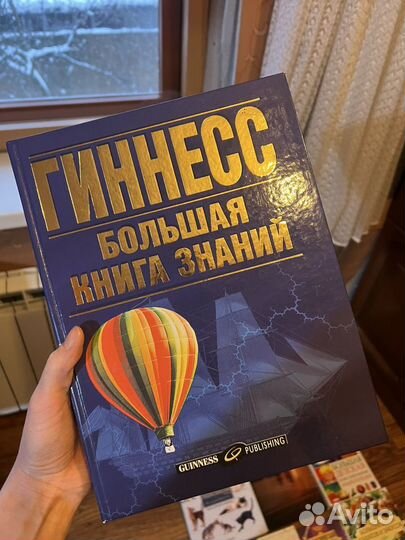 ГИННЕСС
БОЛЬШАЯ
КНИГА ЗНАНИЙ
GUINNESS PUBLISHING
Avito